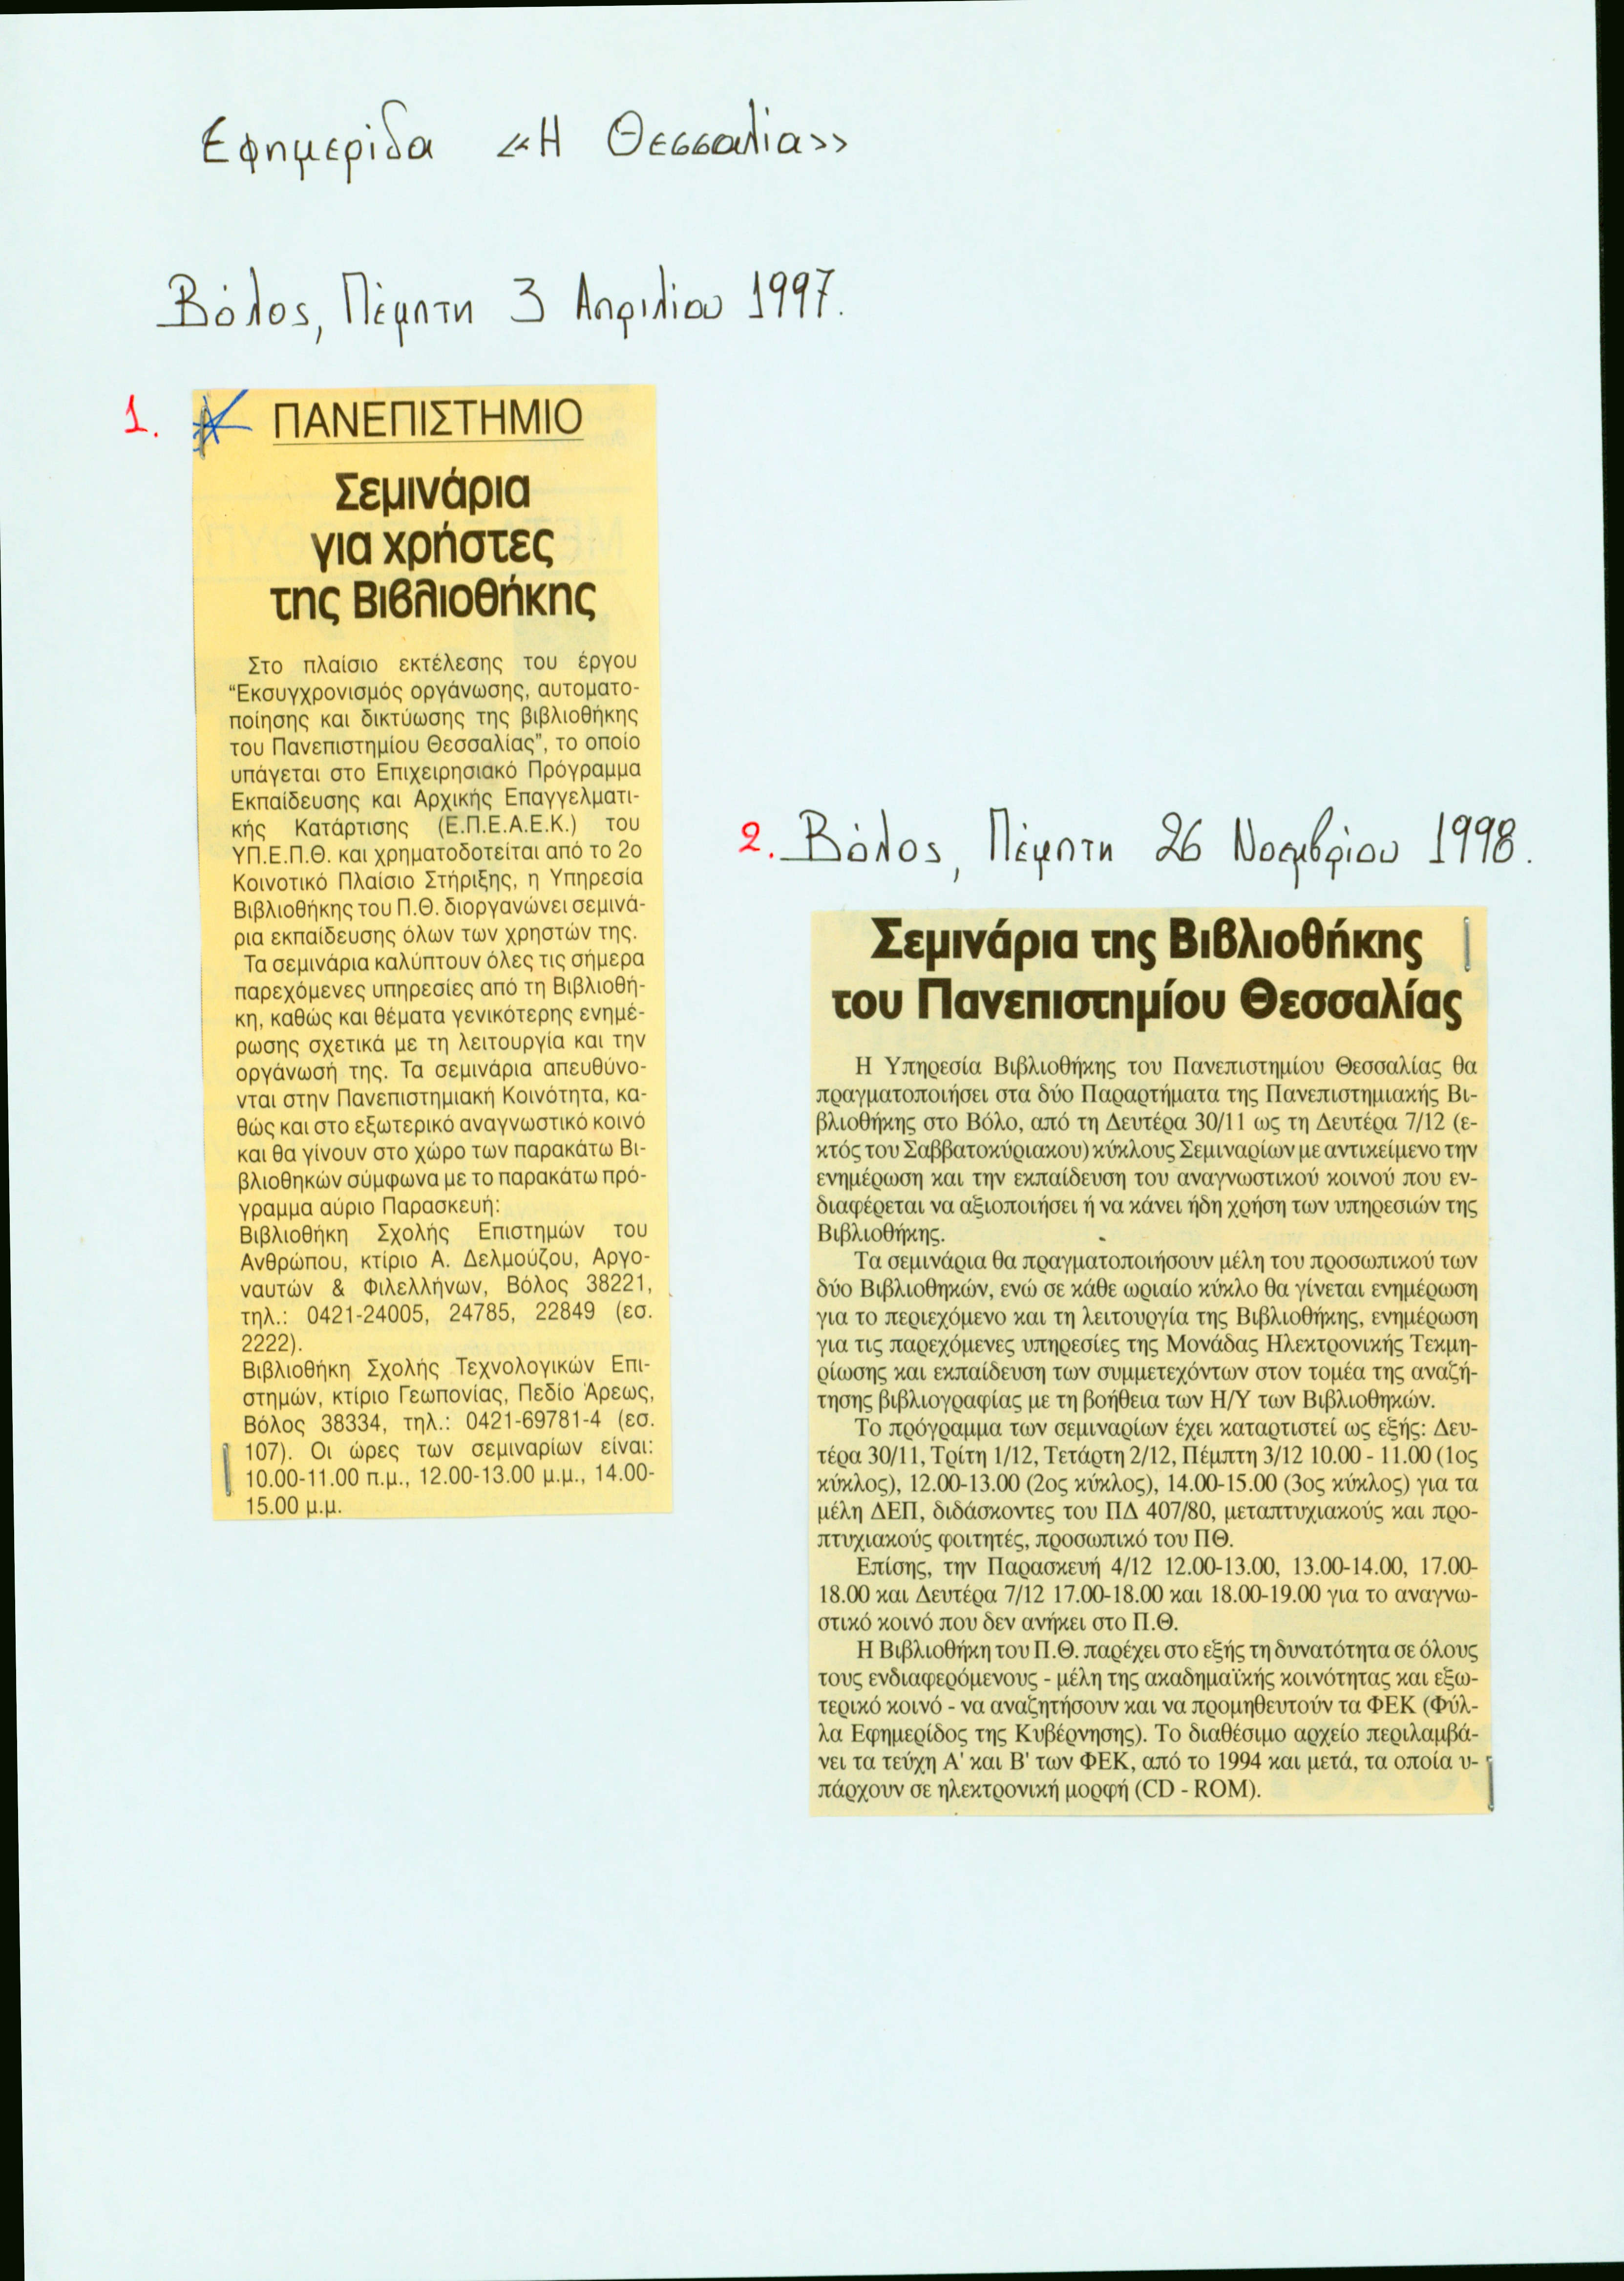 Εφημερίδα «Η Θεσσαλία»
Βόλος, Πέμπτη 3 Απριλίου 1997.
1.
ΠΑΝΕΠΙΣΤΗΜΙΟ
Σεμινάρια
για χρήστες
της Βιβλιοθήκης
Στο πλαίσιο εκτέλεσης του έργου
“Εκσυγχρονισμός οργάνωσης, αυτοματο-
ποίησης και δικτύωσης της βιβλιοθήκης
του Πανεπιστημίου Θεσσαλίας”, το οποίο
υπάγεται στο Επιχειρησιακό Πρόγραμμα
Εκπαίδευσης και Αρχικής Επαγγελματι-
κής Κατάρτισης (Ε.Π.Ε.Α.Ε.Κ.) του
ΥΠ.Ε.Π.Θ. και χρηματοδοτείται από το 2ο
Κοινοτικό Πλαίσιο Στήριξης, η Υπηρεσία
Βιβλιοθήκης του Π.Θ. διοργανώνει σεμινά-
ρια εκπαίδευσης όλων των χρηστών της.
Τα σεμινάρια καλύπτουν όλες τις σήμερα
παρεχόμενες υπηρεσίες από τη Βιβλιοθή-
κη, καθώς και θέματα γενικότερης ενημέ-
ρωσης σχετικά με τη λειτουργία και την
οργάνωσή της. Τα σεμινάρια απευθύνο-
νται στην Πανεπιστημιακή Κοινότητα, κα-
θώς και στο εξωτερικό αναγνωστικό κοινό
και θα γίνουν στο χώρο των παρακάτω Βι-
βλιοθηκών σύμφωνα με το παρακάτω πρό-
γραμμα αύριο Παρασκευή:
Βιβλιοθήκη Σχολής Επιστημών του
Ανθρώπου, κτίριο Α. Δελμούζου, Αργο-
ναυτών & Φιλελλήνων, Βόλος 38221,
τηλ.: 0421-24005, 24785, 22849 (εσ.
2222).
Βιβλιοθήκη Σχολής Τεχνολογικών Επι-
στημών, κτίριο Γεωπονίας, Πεδίο Άρεως,
Βόλος 38334, τηλ.: 0421-69781-4 (εσ.
107). Οι ώρες των σεμιναρίων είναι:
10.00-11.00 π.μ., 12.00-13.00 μ.μ., 14.00-
15.00 μ.μ.
2. Βόλος, Πέμπτη 26 Νοεμβρίου 1998.
Σεμινάρια της Βιβλιοθήκης
του Πανεπιστημίου Θεσσαλίας
Η Υπηρεσία Βιβλιοθήκης του Πανεπιστημίου Θεσσαλίας θα
πραγματοποιήσει στα δύο Παραρτήματα της Πανεπιστημιακής Βι-
βλιοθήκης στο Βόλο, από τη Δευτέρα 30/11 ως τη Δευτέρα 7/12 (ε-
κτός του Σαββατοκύριακου) κύκλους Σεμιναρίων με αντικείμενο την
ενημέρωση και την εκπαίδευση του αναγνωστικού κοινού που εν-
διαφέρεται να αξιοποιήσει ή να κάνει ήδη χρήση των υπηρεσιών της
Βιβλιοθήκης.
Τα σεμινάρια θα πραγματοποιήσουν μέλη του προσωπικού των
δύο Βιβλιοθηκών, ενώ σε κάθε ωριαίο κύκλο θα γίνεται ενημέρωση
για το περιεχόμενο και τη λειτουργία της Βιβλιοθήκης, ενημέρωση
για τις παρεχόμενες υπηρεσίες της Μονάδας Ηλεκτρονικής Τεκμη-
ρίωσης και εκπαίδευση των συμμετεχόντων στον τομέα της αναζή-
τησης βιβλιογραφίας με τη βοήθεια των Η/Υ των Βιβλιοθηκών.
Το πρόγραμμα των σεμιναρίων έχει καταρτιστεί ως εξής: Δευ-
τέρα 30/11, Τρίτη 1/12, Τετάρτη 2/12, Πέμπτη 3/12 10.00 - 11.00 (1ος
κύκλος), 12.00-13.00 (2ος κύκλος), 14.00-15.00 (3ος κύκλος) για τα
μέλη ΔΕΠ, διδάσκοντες του ΠΔ 407/80, μεταπτυχιακούς και προ-
πτυχιακούς φοιτητές, προσωπικό του ΠΘ.
Επίσης, την Παρασκευή 4/12 12.00-13.00, 13.00-14.00, 17.00-
18.00 και Δευτέρα 7/12 17.00-18.00 και 18.00-19.00 για το αναγνω-
στικό κοινό που δεν ανήκει στο Π.Θ.
Η Βιβλιοθήκη του Π.Θ. παρέχει στο εξής τη δυνατότητα σε όλους
τους ενδιαφερόμενους - μέλη της ακαδημαϊκής κοινότητας και εξω-
τερικό κοινό - να αναζητήσουν και να προμηθευτούν τα ΦΕΚ (Φύλ-
λα Εφημερίδος της Κυβέρνησης). Το διαθέσιμο αρχείο περιλαμβά-
νει τα τεύχη Α' και Β' των ΦΕΚ, από το 1994 και μετά, τα οποία υ-
πάρχουν σε ηλεκτρονική μορφή (CD - ROM).